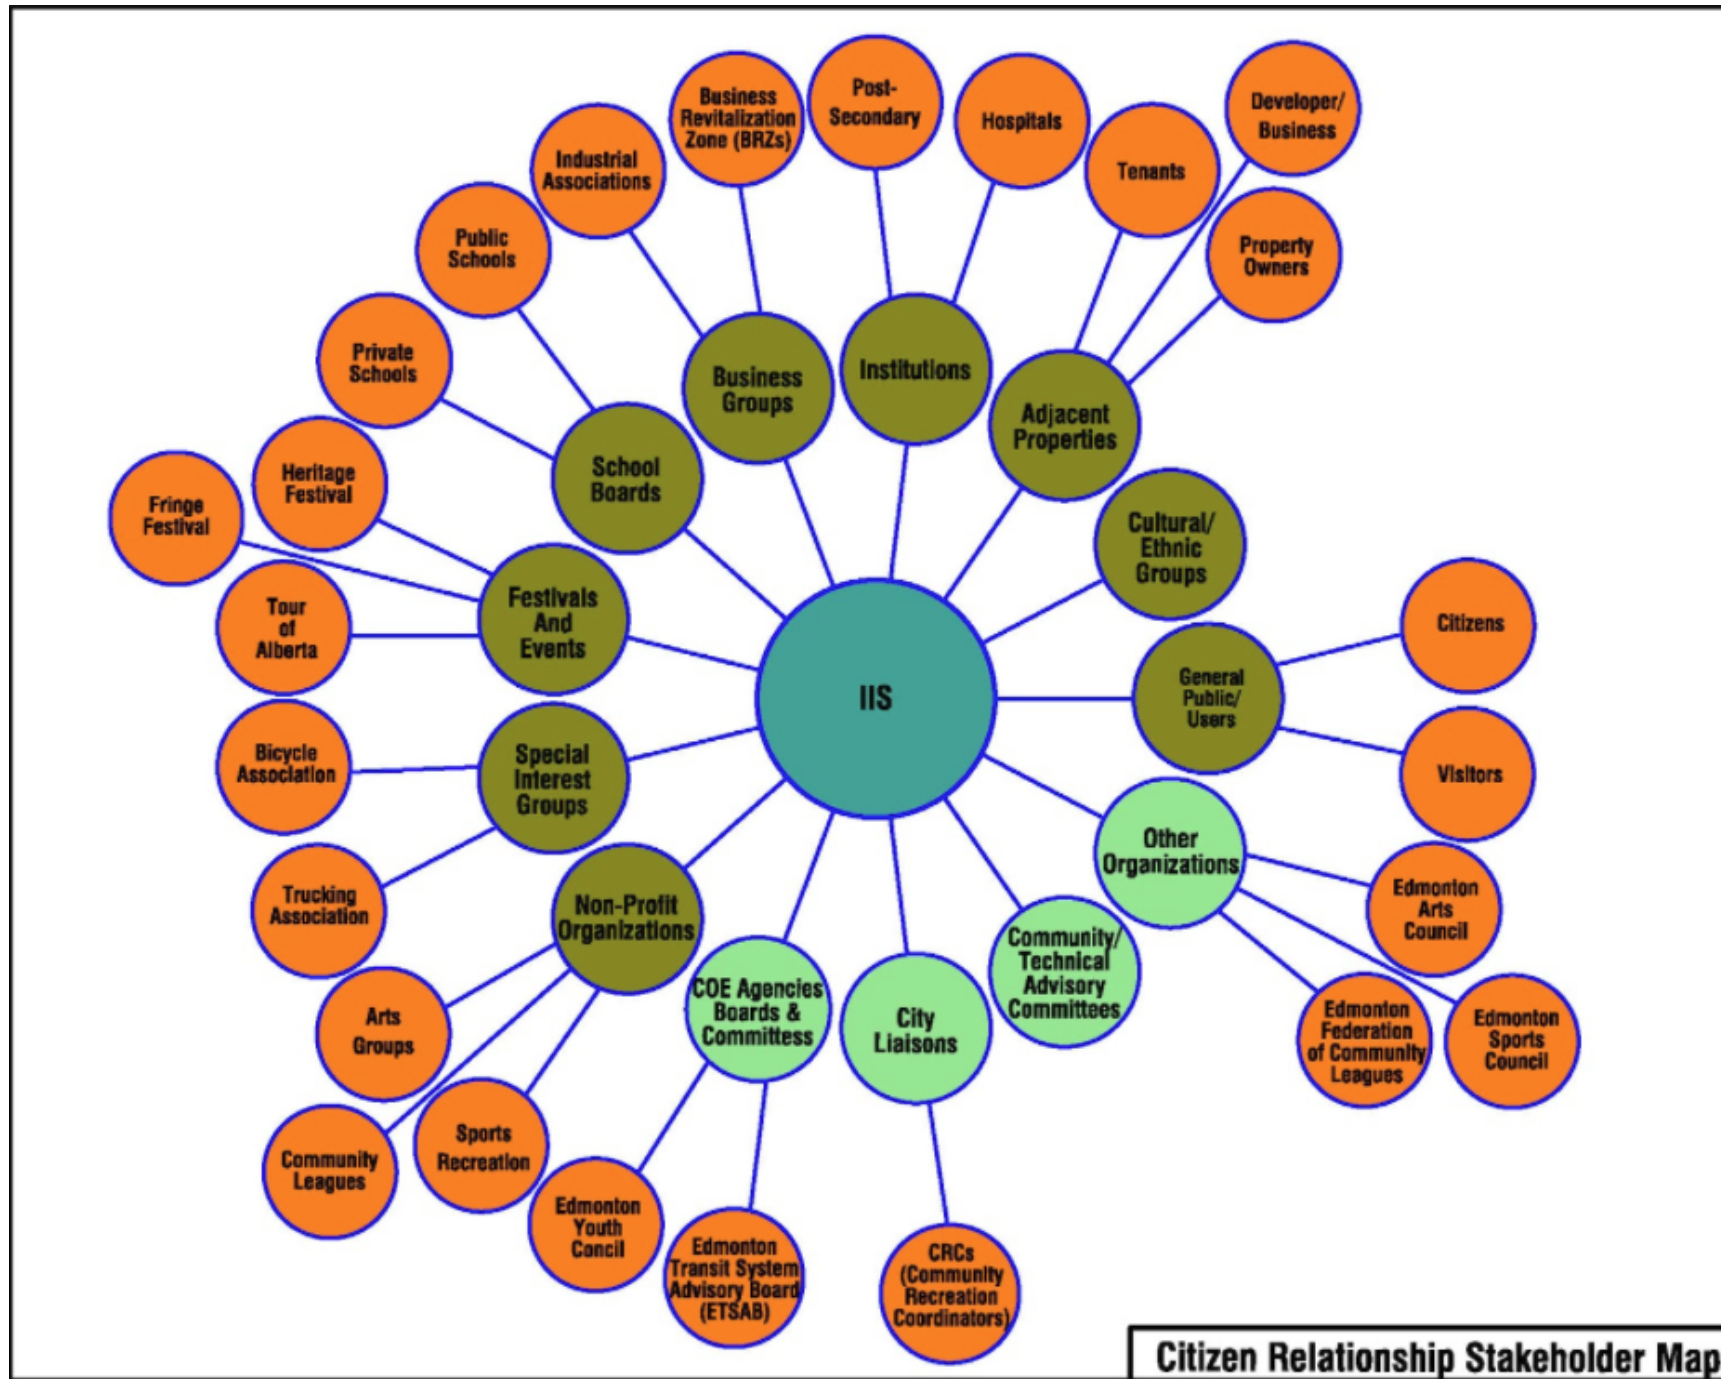 Business
Revitalization
Zone (BRZs)
Post-
Secondary
Hospitals
Tenants
Developer/
Business
Industrial
Associations
Public
Schools
Property
Owners
Private
Schools
Business
Groups
Institutions
Adjacent
Properties
Heritage
Festival
Fringe
Festival
School
Boards
Cultural/
Ethnic
Groups
Tour
of
Alberta
Festivals
And
Events
Citizens
General
Public/
Users
IIS
Bicycle
Association
Special
Interest
Groups
Visitors
Other
Organizations
Trucking
Association
Non-Profit
Organizations
Edmonton
Arts
Council
Community/
Technical
Advisory
Committees
COE Agencies
Boards &
Committess
City
Liaisons
Arts
Groups
Edmonton
Federation
of Community
Leagues
Edmonton
Sports
Council
Community
Leagues
Sports
Recreation
Edmonton
Youth
Concil
Edmonton
Transit System
Advisory Board
(ETSAB)
CRCs
(Community
Recreation
Coordinators)
Citizen Relationship Stakeholder Map